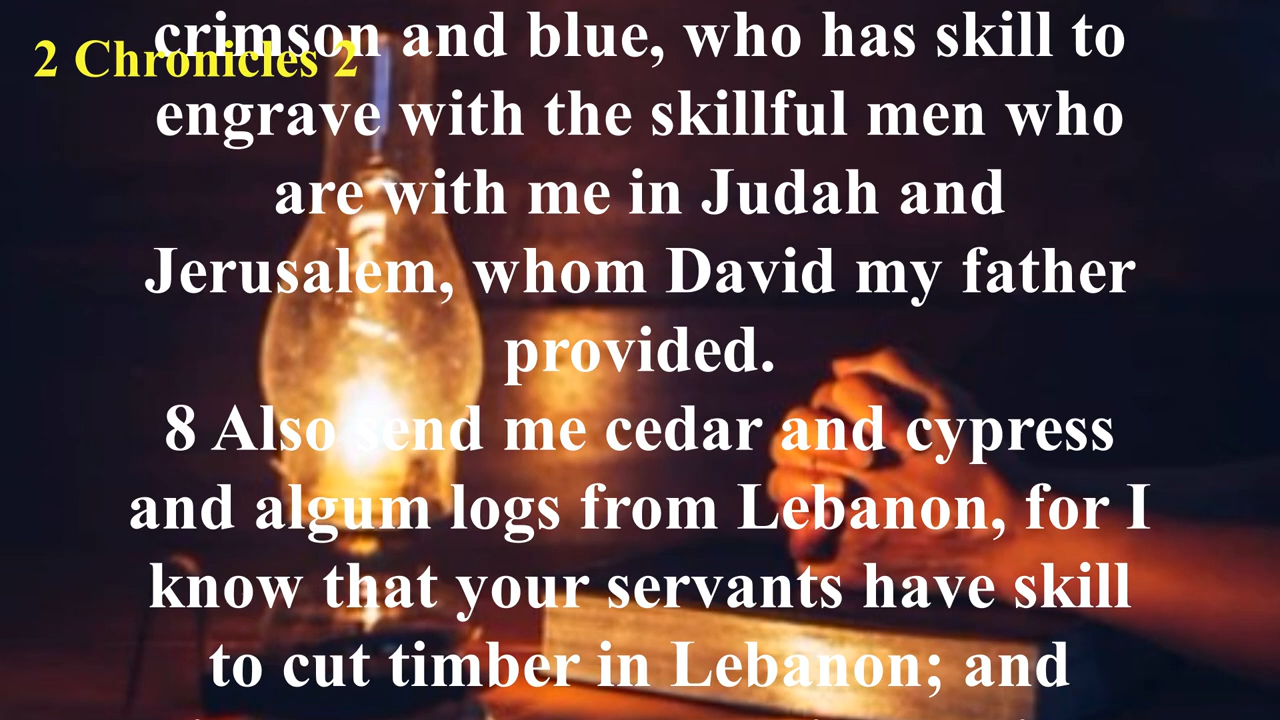 2 Chronicles 2
crimson and blue, who has skill to
engrave with the skillful men who
are with me in Judah and
Jerusalem, whom David my father
provided.
8 Also send me cedar and cypress
and algum logs from Lebanon, for I
know that your servants have skill
to cut timber in Lebanon; and